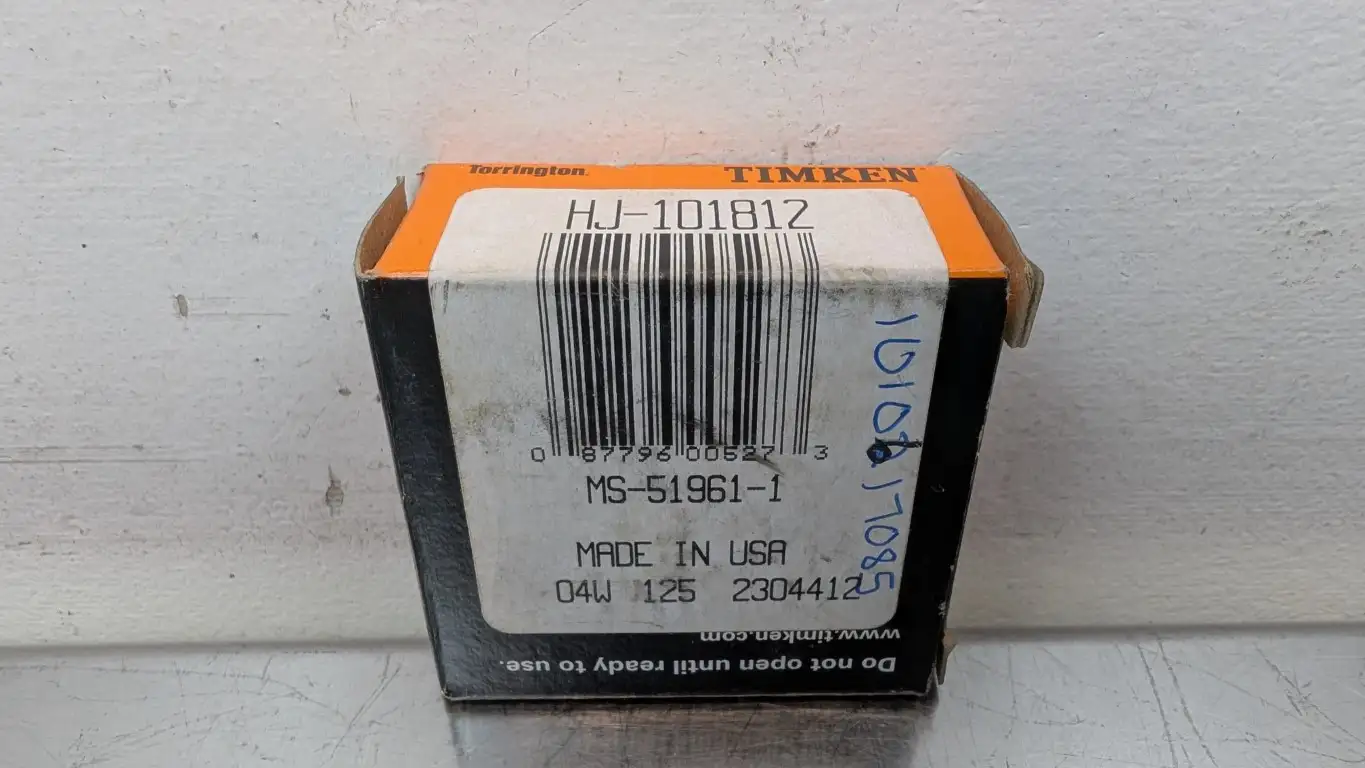 Torrington. TIMKEN
HJ-101812
0 87796 00527 3
MS-51961-1
MADE IN USA
04W 125 2304412
www.timken.com
Do not open until ready to use.